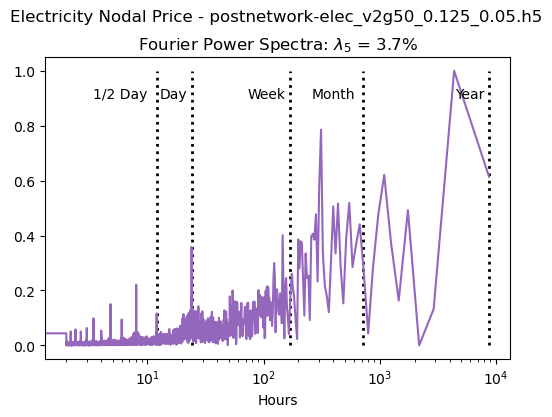 Electricity Nodal Price - postnetwork-elec_v2g50_0.125_0.05.h5
Fourier Power Spectra: λ5 = 3.7%
1.0
0.8
0.6
0.4
0.2
0.0
1/2 Day
Day
Week
Month
Year
10^1
10^2
10^3
10^4
Hours